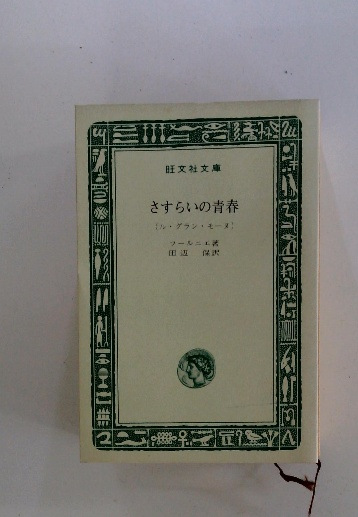 旺文社文庫
さすらいの青春
(ル・グラン・モーヌ)
フールニエ著
田辺 保訳